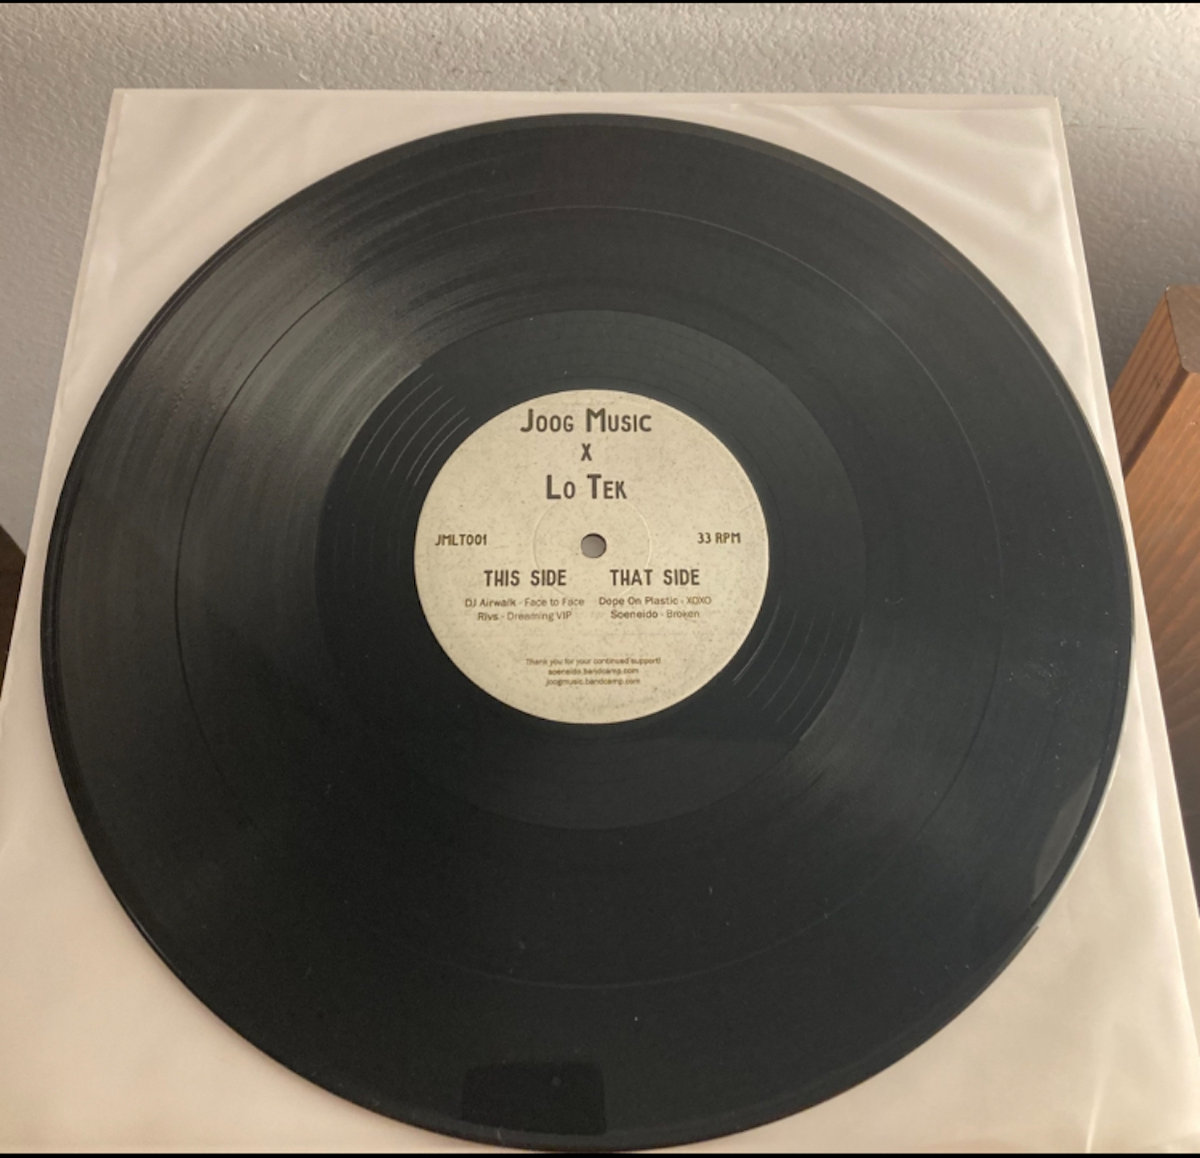 Joog Music
x
Lo Tek
JMLT001
33 RPM
THIS SIDE
DJ Airwalk - Face to Face
Rivs - Dreaming VIP
THAT SIDE
Dope On Plastic - XOXO
Soeneido - Broken
Thank you for your continued support!
soeneido.bandcamp.com
joogmusic.bandcamp.com